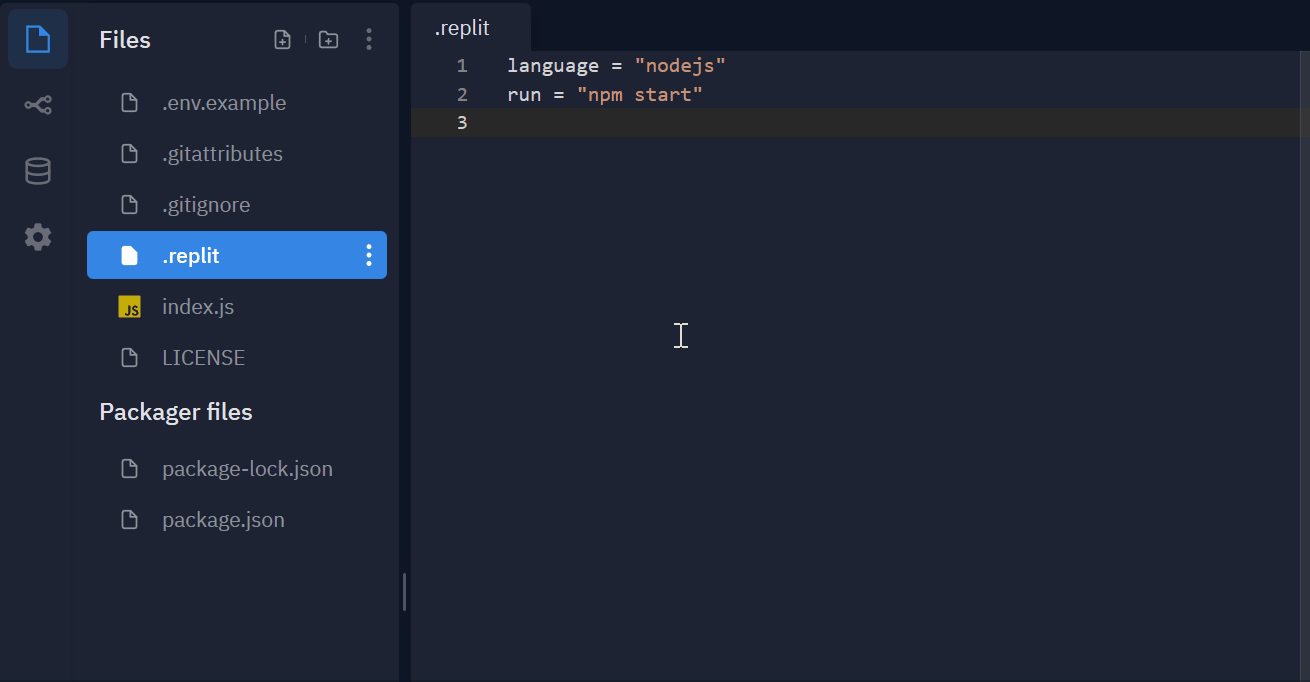 Files
.env.example
.gitattributes
.gitignore
.replit
JS index.js
LICENSE
Packager files
package-lock.json
package.json
.replit
1 language = "nodejs"
2 run = "npm start"
3